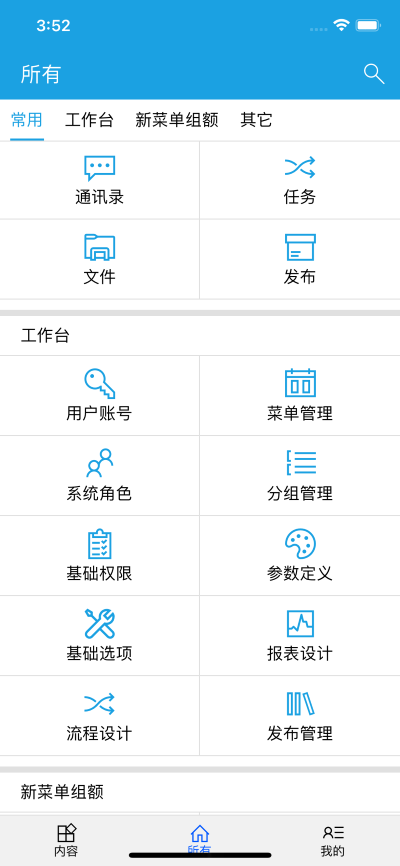 3:52
所有
常用 工作台 新菜单组额 其它
通讯录 任务
文件 发布
工作台
用户账号 菜单管理
系统角色 分组管理
基础权限 参数定义
基础选项 报表设计
流程设计 发布管理
新菜单组额
内容 所有 我的